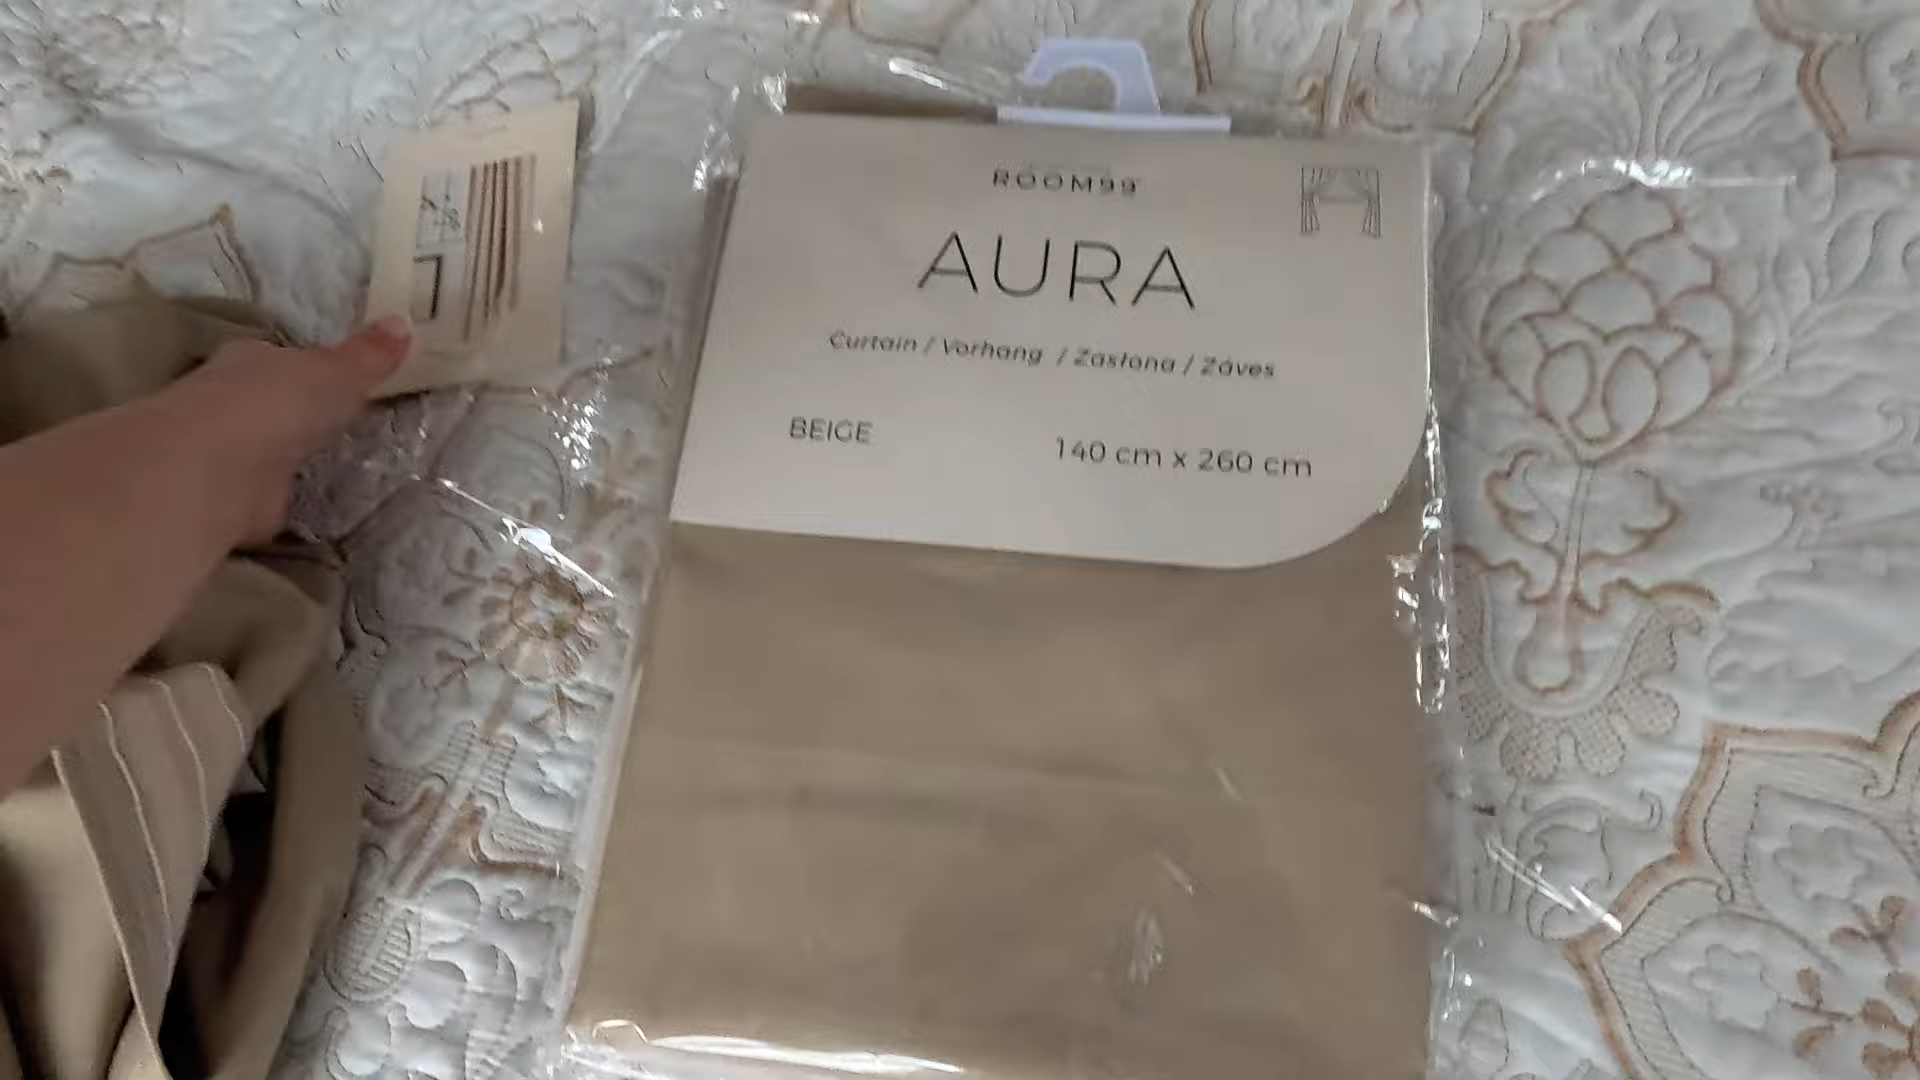 ROOM99
AURA
Curtain / Vorhang / Zasłona / Záves
BEIGE
140 cm x 260 cm